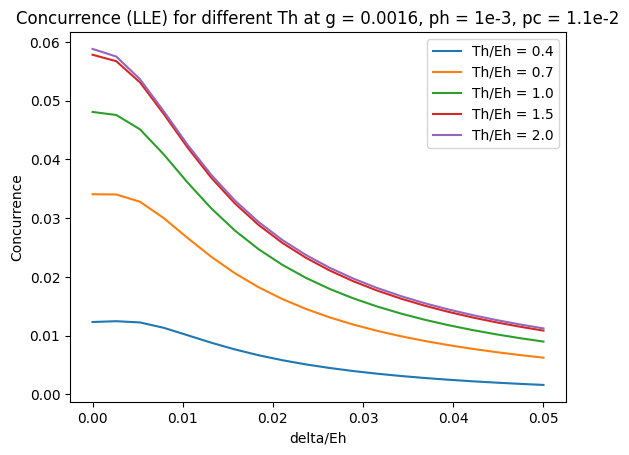 Concurrence (LLE) for different Th at g = 0.0016, ph = 1e-3, pc = 1.1e-2
0.06
0.05
0.04
0.03
0.02
0.01
0.00
Concurrence
Th/Eh = 0.4
Th/Eh = 0.7
Th/Eh = 1.0
Th/Eh = 1.5
Th/Eh = 2.0
0.00 0.01 0.02 0.03 0.04 0.05
delta/Eh